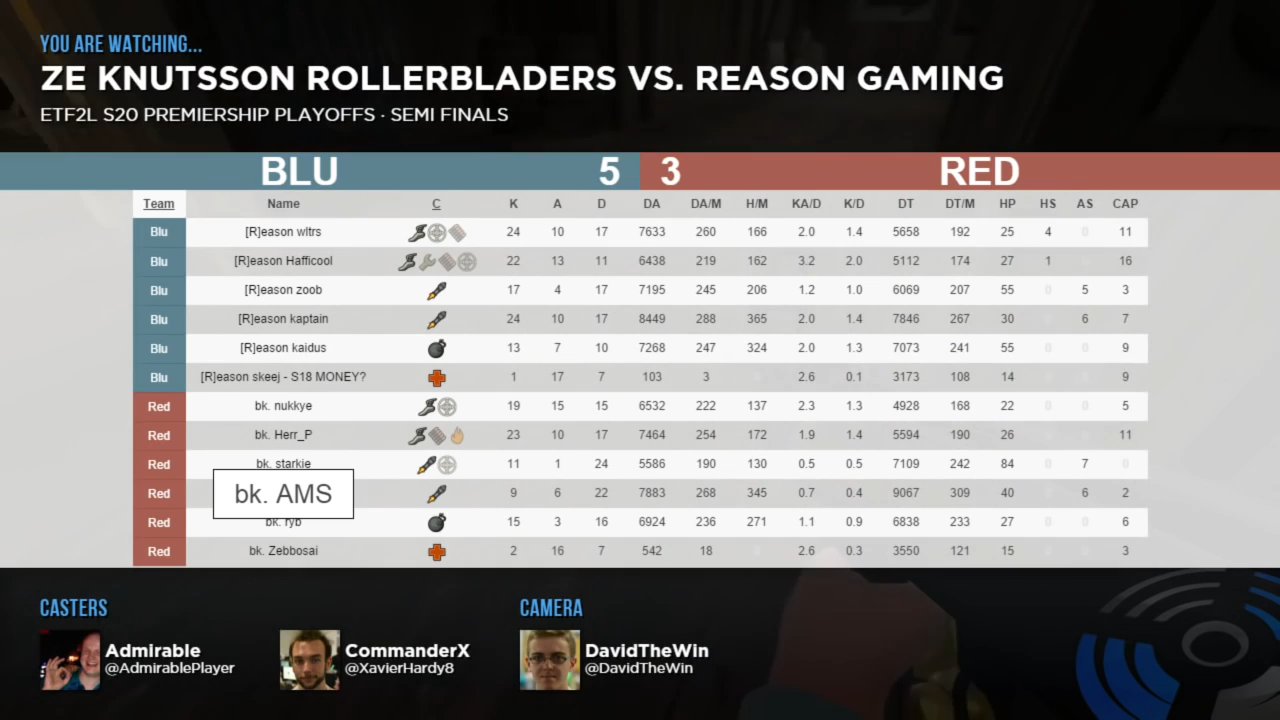 YOU ARE WATCHING...
ZE KNUTSSON ROLLERBLADERS VS. REASON GAMING
ETF2L S20 PREMIERSHIP PLAYOFFS · SEMI FINALS
BLU 5 3 RED
Team Name C K A D DA DA/M H/M KA/D K/D DT DT/M HP HS AS CAP
Blu [R]eason wltrs 24 10 17 7633 260 166 2.0 1.4 5658 192 25 4 0 11
Blu [R]eason Hafficool 22 13 11 6438 219 162 3.2 2.0 5112 174 27 1 16
Blu [R]eason zoob 17 4 17 7195 245 206 1.2 1.0 6069 207 55 0 5 3
Blu [R]eason kaptain 24 10 17 8449 288 365 2.0 1.4 7846 267 30 6 7
Blu [R]eason kaidus 13 7 10 7268 247 324 2.0 1.3 7073 241 55 0 0 9
Blu [R]eason skeej - S18 MONEY? 1 17 7 103 3 2.6 0.1 3173 108 14 9
Red bk. nukkye 19 15 15 6532 222 137 2.3 1.3 4928 168 22 0 0 5
Red bk. Herr_P 23 10 17 7464 254 172 1.9 1.4 5594 190 26 11
Red bk. starkie 11 1 24 5586 190 130 0.5 0.5 7109 242 84 0 7 0
Red bk. AMS 9 6 22 7883 268 345 0.7 0.4 9067 309 40 6 2
Red bk. ryb 15 3 16 6924 236 271 1.1 0.9 6838 233 27 0 0 6
Red bk. Zebbosai 2 16 7 542 18 2.6 0.3 3550 121 15 3
CASTERS CAMERA
Admirable CommanderX DavidTheWin
@AdmirablePlayer @XavierHardy8 @DavidTheWin